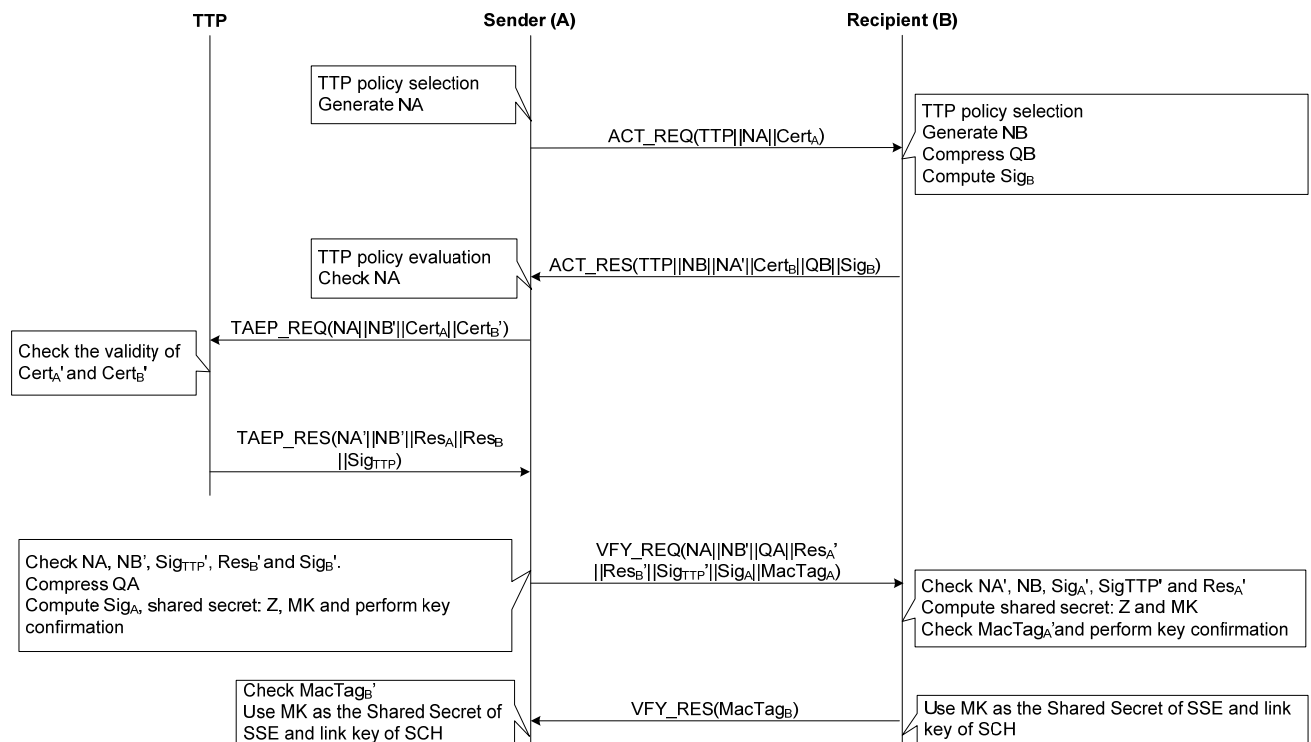 TTP
Sender (A)
Recipient (B)
TTP policy selection
Generate NA
TTP policy selection
Generate NB
Compress QB
Compute SigB
ACT_REQ(TTP||NA||CertA)
TTP policy evaluation
Check NA
ACT_RES(TTP||NB||NA'||CertB||QB||SigB)
TAEP_REQ(NA||NB'||CertA||CertB')
Check the validity of
CertA' and CertB'
TAEP_RES(NA'||NB'||ResA||ResB
||SigTTP)
Check NA, NB', SigTTP', ResB' and SigB'.
Compress QA
Compute SigA, shared secret: Z, MK and perform key
confirmation
VFY_REQ(NA||NB'||QA||ResA'
||ResB'||SigTTP'||SigA||MacTagA)
Check NA', NB, SigA', SigTTP' and ResA'
Compute shared secret: Z and MK
Check MacTagA'and perform key confirmation
Check MacTagB'
Use MK as the Shared Secret of
SSE and link key of SCH
VFY_RES(MacTagB)
Use MK as the Shared Secret of SSE and link
key of SCH